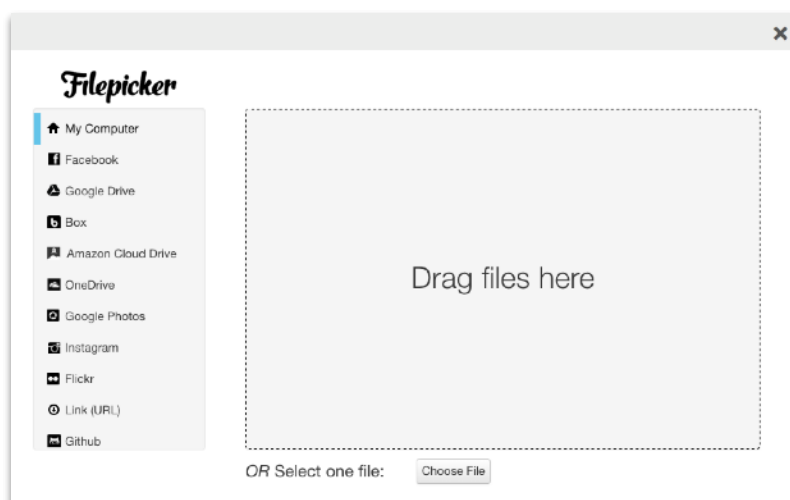 Filepicker
My Computer
Facebook
Google Drive
Box
Amazon Cloud Drive
OneDrive
Google Photos
Instagram
Flickr
Link (URL)
Github
Drag files here
OR Select one file:
Choose File